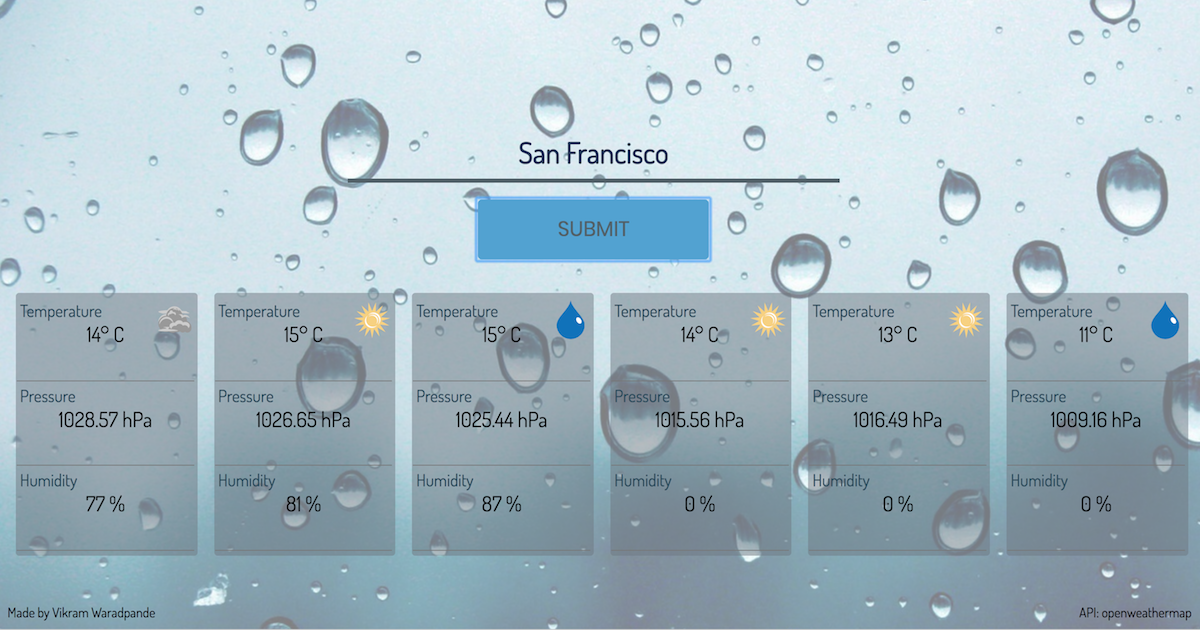 San Francisco
SUBMIT
Temperature
14° C
Pressure
1028.57 hPa
Humidity
77 %
Temperature
15° C
Pressure
1026.65 hPa
Humidity
81 %
Temperature
15° C
Pressure
1025.44 hPa
Humidity
87 %
Temperature
14° C
Pressure
1015.56 hPa
Humidity
0 %
Temperature
13° C
Pressure
1016.49 hPa
Humidity
0 %
Temperature
11° C
Pressure
1009.16 hPa
Humidity
0 %
Made by Vikram Waradpande
API: openweathermap